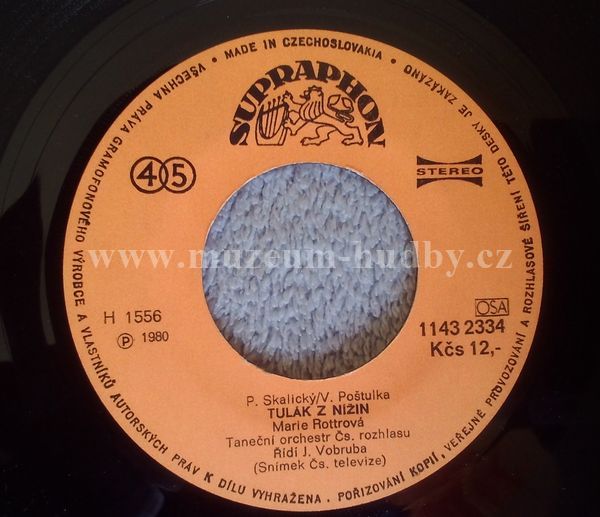 VŠECHNA PRÁVA GRAMOFONOVÉHO VÝROBCE A VLASTNÍKŮ AUTORSKÝCH PRÁV K DÍLU VYHRAŽENA. POŘIZOVÁNÍ KOPIÍ, VEŘEJNÉ PROVOZOVÁNÍ A ROZHLASOVÉ ŠÍŘENÍ TÉTO DESKY JE ZAKÁZÁNO • MADE IN CZECHOSLOVAKIA •
SUPRAPHON
45
STEREO
www.muzeum-hudby.cz
H 1556
Ⓟ 1980
OSA
1143 2334
Kčs 12,-
P. Skalický/V. Poštulka
TULÁK Z NÍŽIN
Marie Rottrová
Taneční orchestr Čs. rozhlasu
Řídí J. Vobruba
(Snímek Čs. televize)